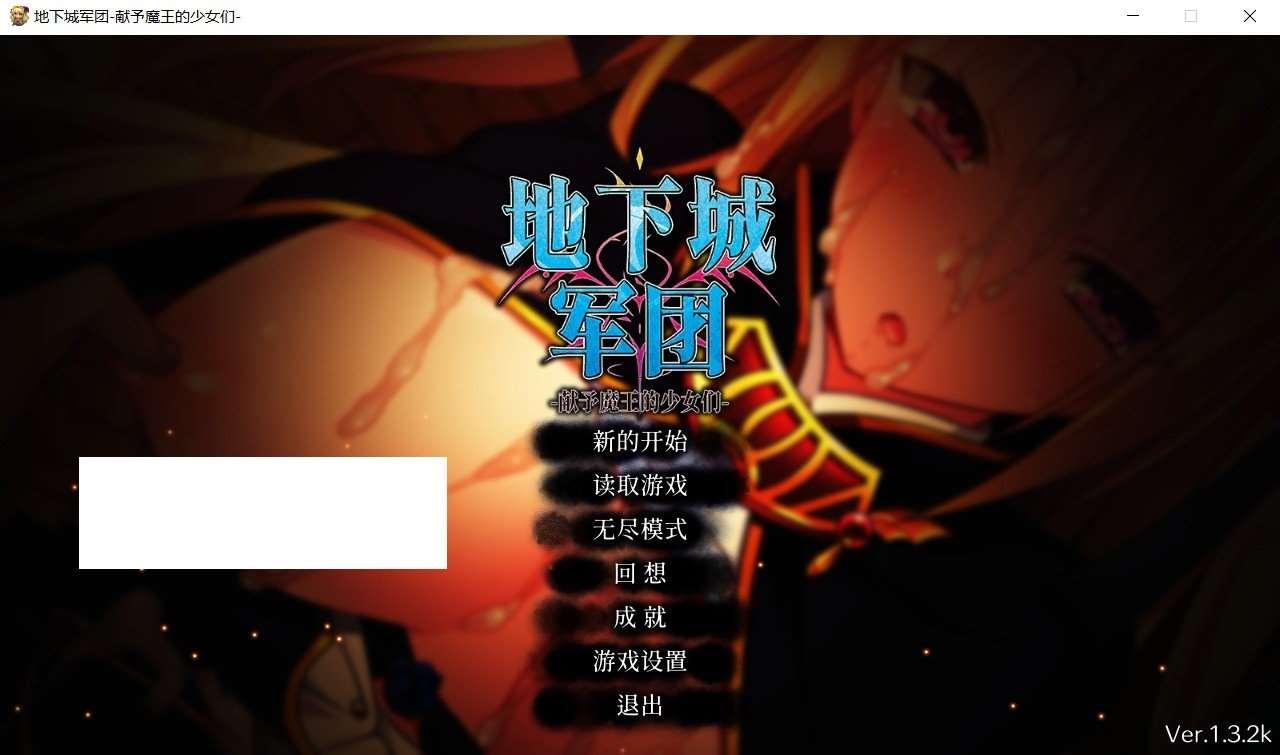 地下城军团-献予魔王的少女们-
地下城
军团
-献予魔王的少女们-
新的开始
读取游戏
无尽模式
回想
成就
游戏设置
退出
Ver.1.3.2k